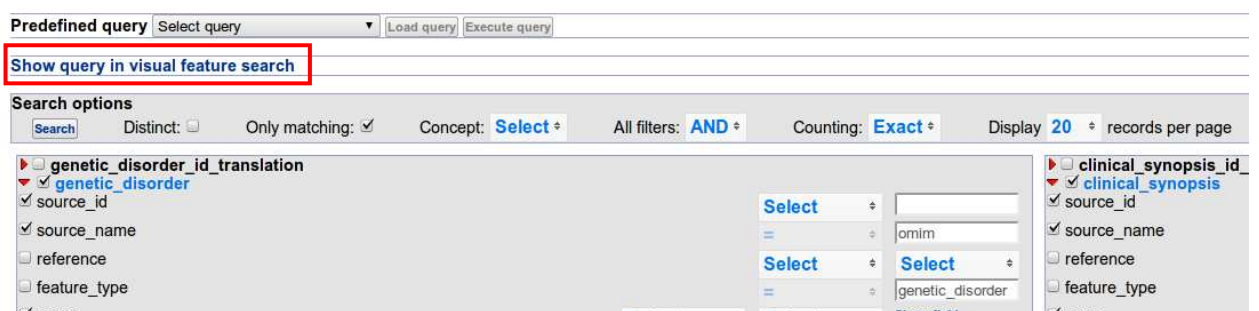 Predefined query Select query Load query Execute query
Show query in visual feature search
Search options
Search Distinct: Only matching: Concept: Select All filters: AND Counting: Exact Display 20 records per page
genetic_disorder_id_translation clinical_synopsis_id_
genetic_disorder clinical_synopsis
source_id Select source_id
source_name = omim source_name
reference Select Select reference
feature_type = genetic_disorder feature_type